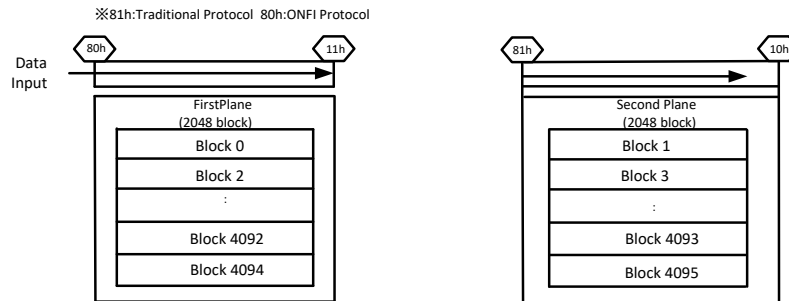 ※81h:Traditional Protocol 80h:ONFI Protocol
80h
11h
81h
10h
Data
Input
FirstPlane
(2048 block)
Block 0
Block 2
:
Block 4092
Block 4094
Second Plane
(2048 block)
Block 1
Block 3
:
Block 4093
Block 4095